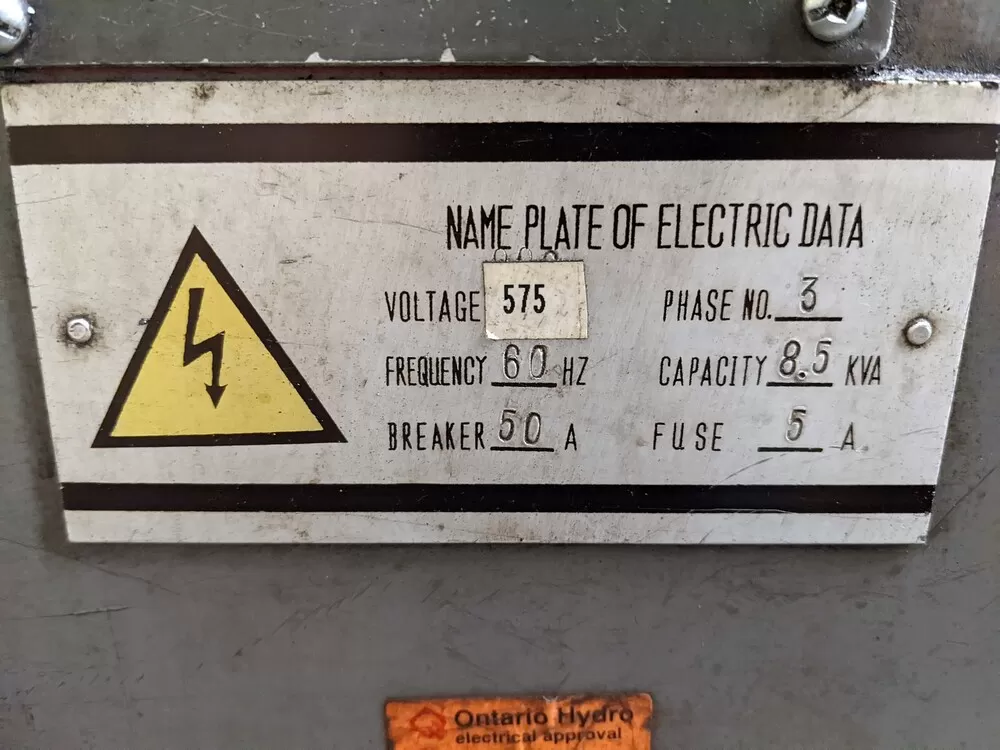 NAME PLATE OF ELECTRIC DATA
VOLTAGE 575 PHASE NO. 3
FREQUENCY 60 HZ CAPACITY 8.5 KVA
BREAKER 50 A FUSE 5 A
Ontario Hydro
electrical approval